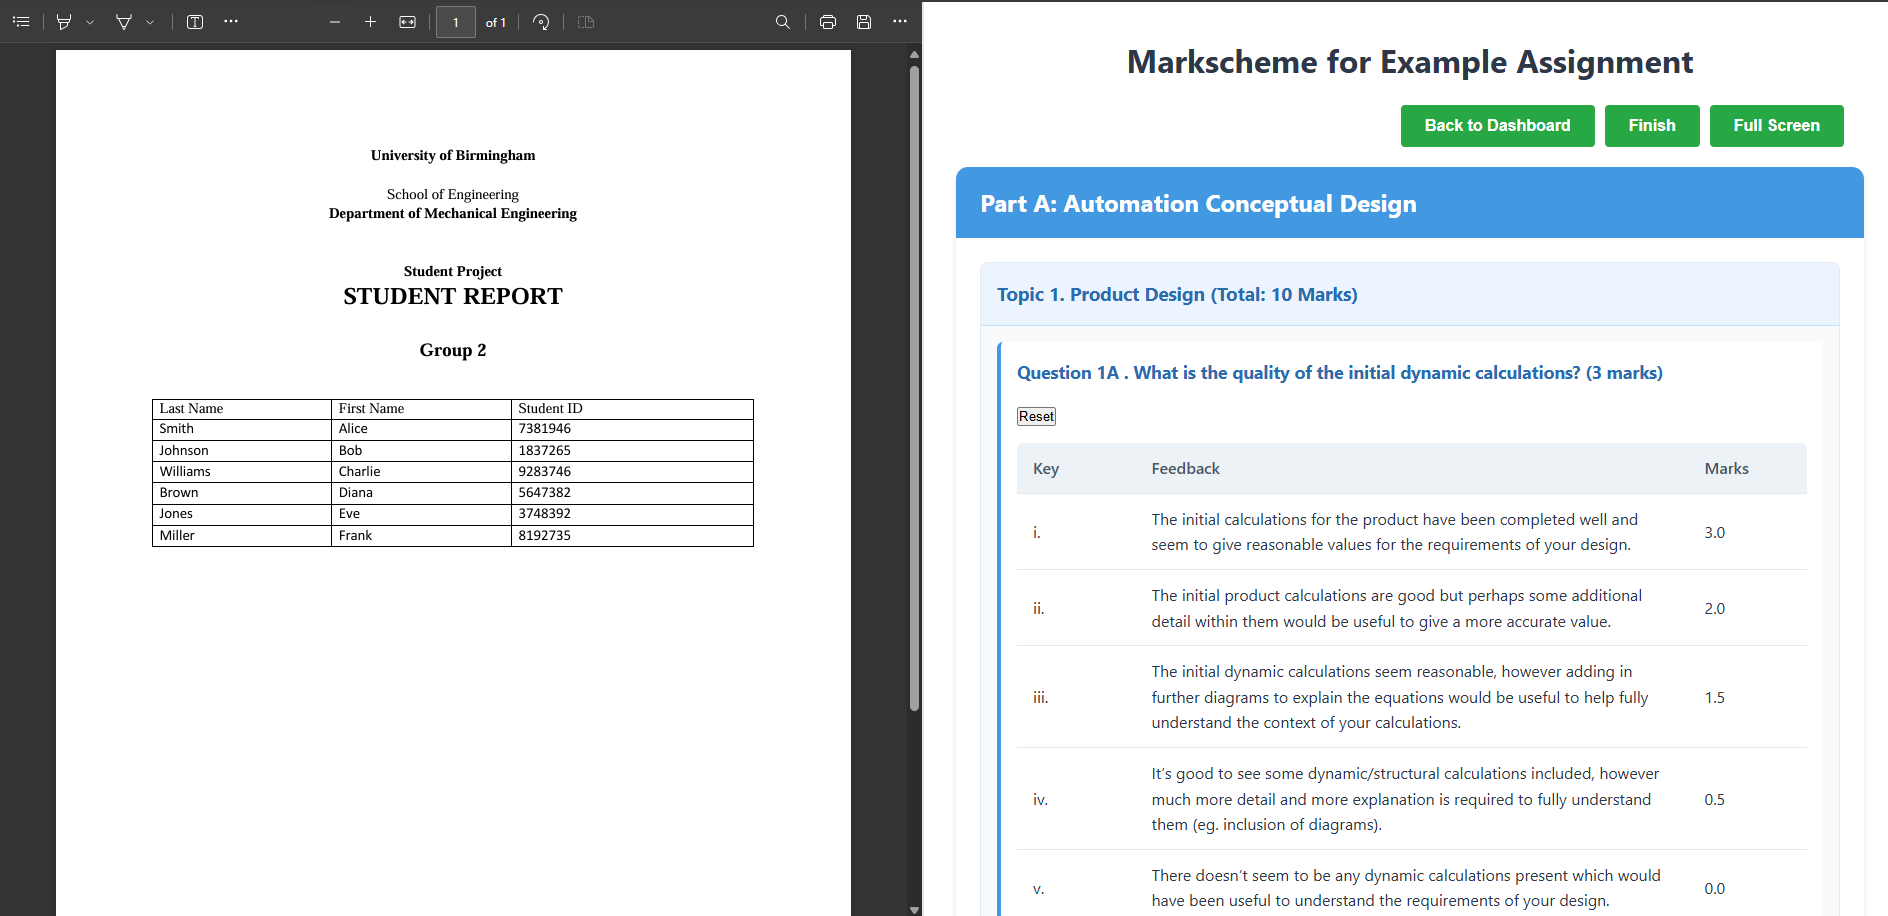 1 of 1
University of Birmingham
School of Engineering
Department of Mechanical Engineering
Student Project
STUDENT REPORT
Group 2
Last Name First Name Student ID
Smith Alice 7381946
Johnson Bob 1837265
Williams Charlie 9283746
Brown Diana 5647382
Jones Eve 3748392
Miller Frank 8192735
Markscheme for Example Assignment
Back to Dashboard Finish Full Screen
Part A: Automation Conceptual Design
Topic 1. Product Design (Total: 10 Marks)
Question 1A . What is the quality of the initial dynamic calculations? (3 marks)
Reset
Key Feedback Marks
i. The initial calculations for the product have been completed well and
seem to give reasonable values for the requirements of your design. 3.0
ii. The initial product calculations are good but perhaps some additional
detail within them would be useful to give a more accurate value. 2.0
iii. The initial dynamic calculations seem reasonable, however adding in
further diagrams to explain the equations would be useful to help fully
understand the context of your calculations. 1.5
iv. It’s good to see some dynamic/structural calculations included, however
much more detail and more explanation is required to fully understand
them (eg. inclusion of diagrams). 0.5
v. There doesn’t seem to be any dynamic calculations present which would
have been useful to understand the requirements of your design. 0.0